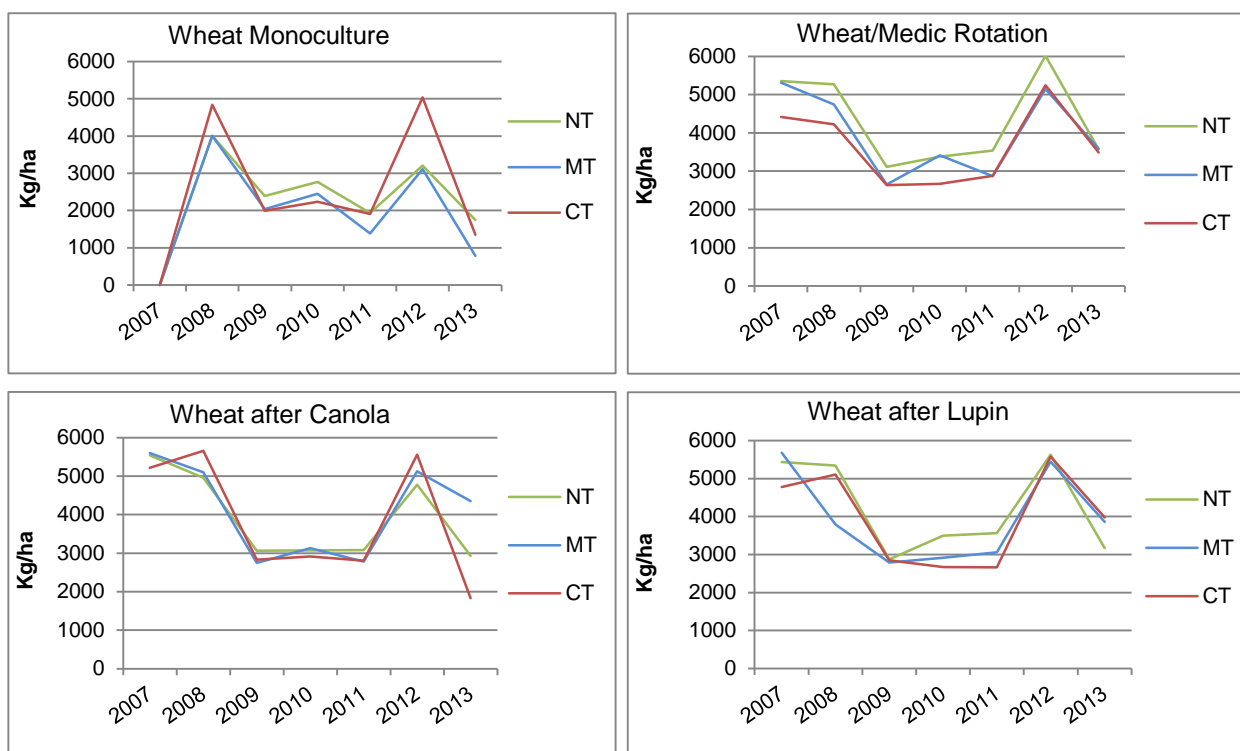 Wheat Monoculture
Kg/ha
6000
5000
4000
3000
2000
1000
0
2007 2008 2009 2010 2011 2012 2013
NT
MT
CT
Wheat/Medic Rotation
Kg/ha
6000
5000
4000
3000
2000
1000
0
2007 2008 2009 2010 2011 2012 2013
NT
MT
CT
Wheat after Canola
Kg/ha
6000
5000
4000
3000
2000
1000
0
2007 2008 2009 2010 2011 2012 2013
NT
MT
CT
Wheat after Lupin
Kg/ha
6000
5000
4000
3000
2000
1000
0
2007 2008 2009 2010 2011 2012 2013
NT
MT
CT